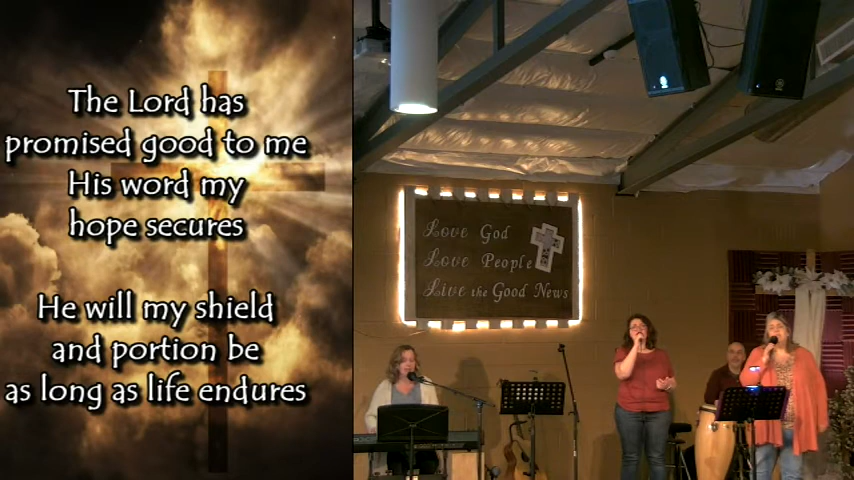 The Lord has
promised good to me
His word my
hope secures
He will my shield
and portion be
as long as life endures
Love God
Love People
Live the Good News